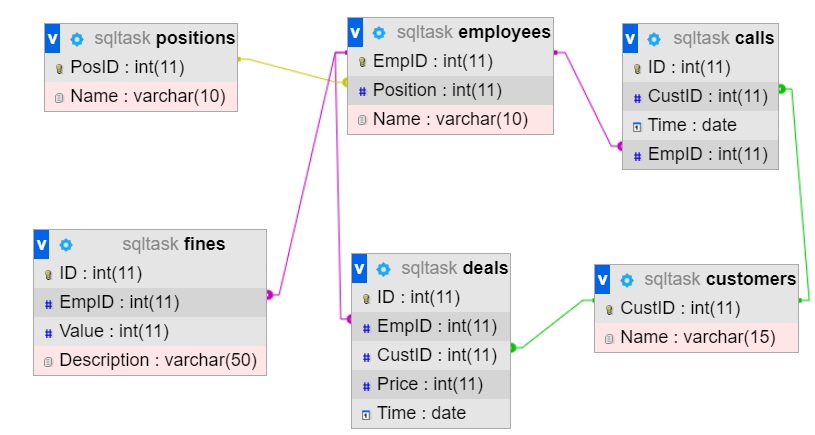 v sqltask positions
PosID : int(11)
# Name : varchar(10)
v sqltask employees
EmpID : int(11)
# Position : int(11)
Name : varchar(10)
v sqltask calls
ID : int(11)
# CustID : int(11)
Time : date
# EmpID : int(11)
v sqltask fines
ID : int(11)
# EmpID : int(11)
# Value : int(11)
Description : varchar(50)
v sqltask deals
ID : int(11)
# EmpID : int(11)
# CustID : int(11)
# Price : int(11)
Time : date
v sqltask customers
CustID : int(11)
Name : varchar(15)